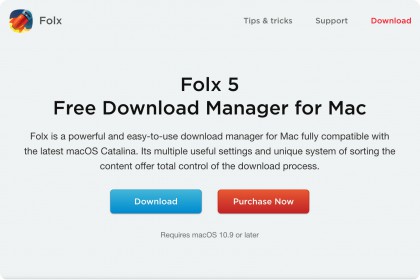 Folx
Tips & tricks
Support
Download
Folx 5
Free Download Manager for Mac
Folx is a powerful and easy-to-use download manager for Mac fully compatible with
the latest macOS Catalina. Its multiple useful settings and unique system of sorting the
content offer total control of the download process.
Download
Purchase Now
Requires macOS 10.9 or later